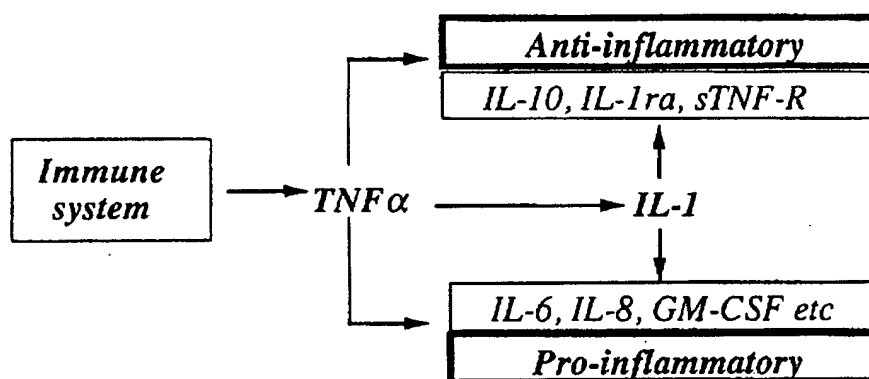 Anti-inflammatory
IL-10, IL-1ra, sTNF-R
Immune
system
TNFα
IL-1
IL-6, IL-8, GM-CSF etc
Pro-inflammatory